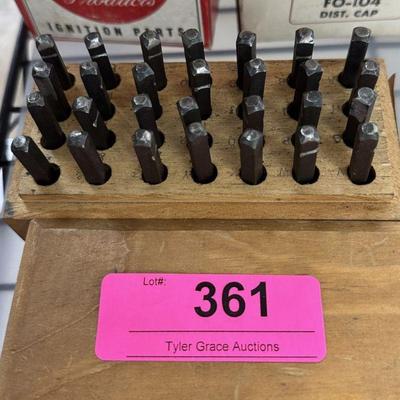 Products
IGNITION PARTS
FO-104
DIST. CAP
Lot#:
361
Tyler Grace Auctions